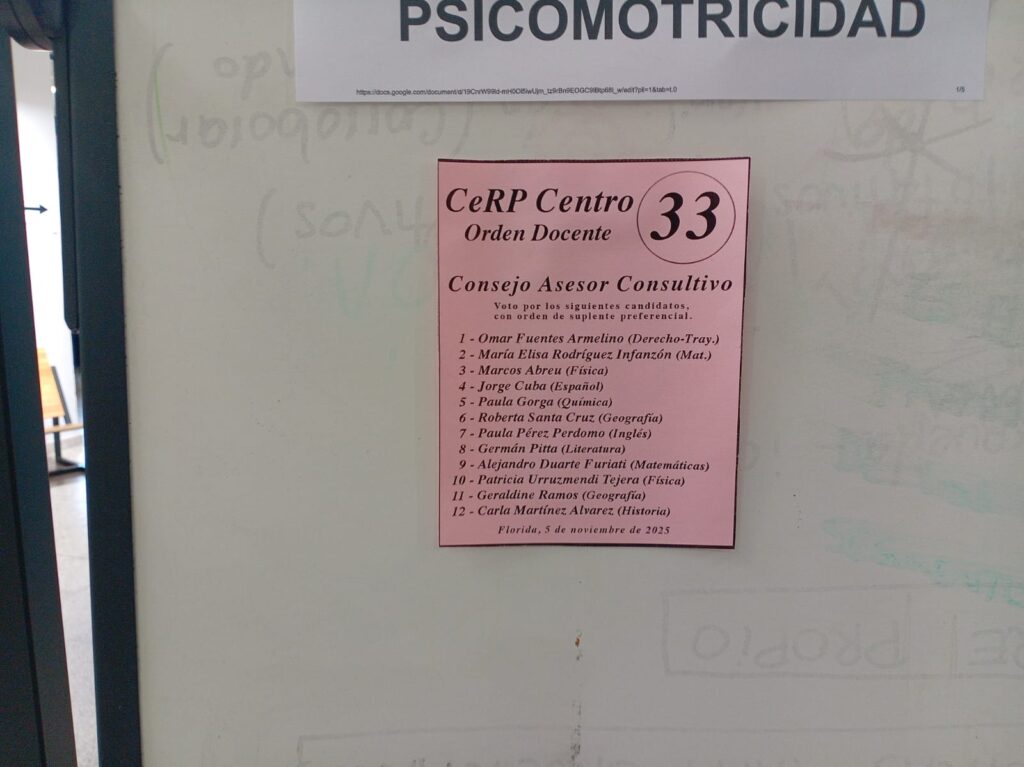 PSICOMOTRICIDAD
1/5
CeRP Centro
Orden Docente
33
Consejo Asesor Consultivo
Voto por los siguientes candidatos,
con orden de suplente preferencial.
1 - Omar Fuentes Armelino (Derecho-Tray.)
2 - María Elisa Rodríguez Infanzón (Mat.)
3 - Marcos Abreu (Física)
4 - Jorge Cuba (Español)
5 - Paula Gorga (Química)
6 - Roberta Santa Cruz (Geografía)
7 - Paula Pérez Perdomo (Inglés)
8 - Germán Pitta (Literatura)
9 - Alejandro Duarte Furiati (Matemáticas)
10 - Patricia Urruzmendi Tejera (Física)
11 - Geraldine Ramos (Geografía)
12 - Carla Martínez Alvarez (Historia)
Florida, 5 de noviembre de 2025
PROPIO